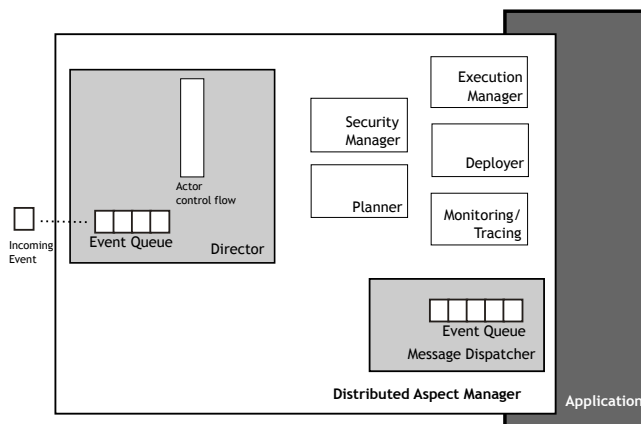 Execution
Manager
Security
Manager
Deployer
Actor
control flow
Planner
Monitoring/
Tracing
Incoming
Event
Event Queue
Director
Event Queue
Message Dispatcher
Distributed Aspect Manager
Application